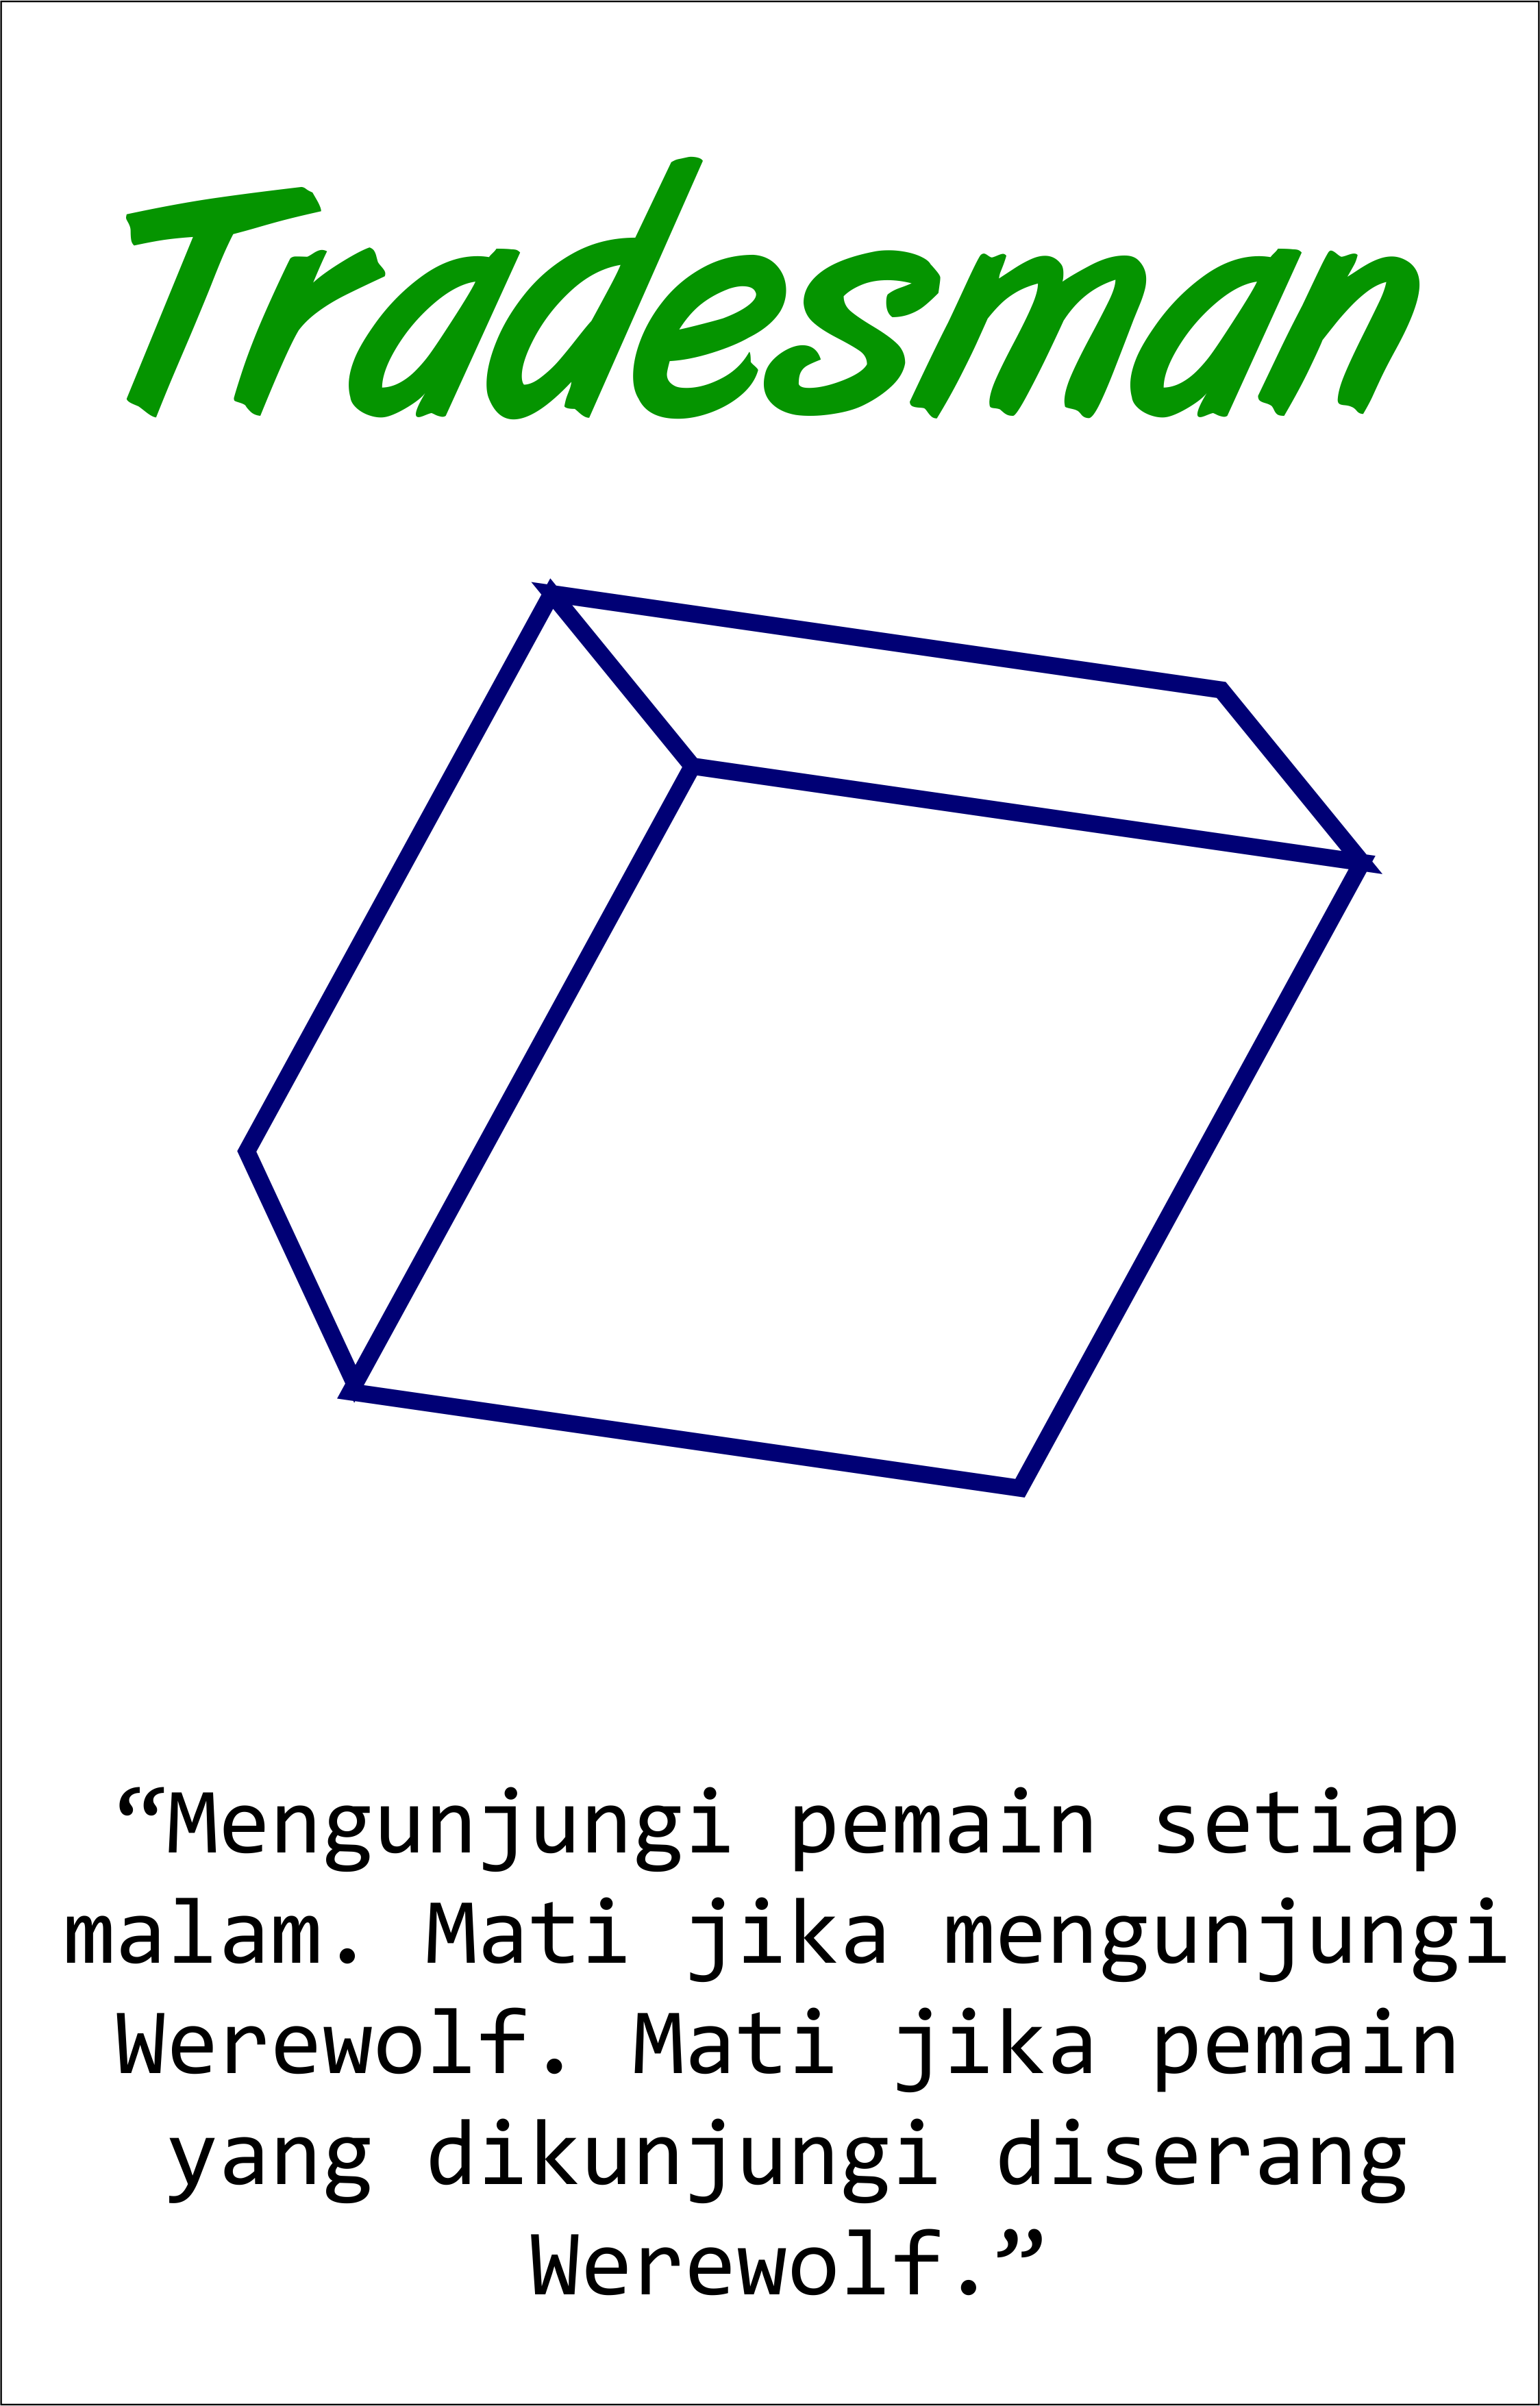 Tradesman
“Mengunjungi pemain setiap
malam. Mati jika mengunjungi
Werewolf. Mati jika pemain
yang dikunjungi diserang
Werewolf.”